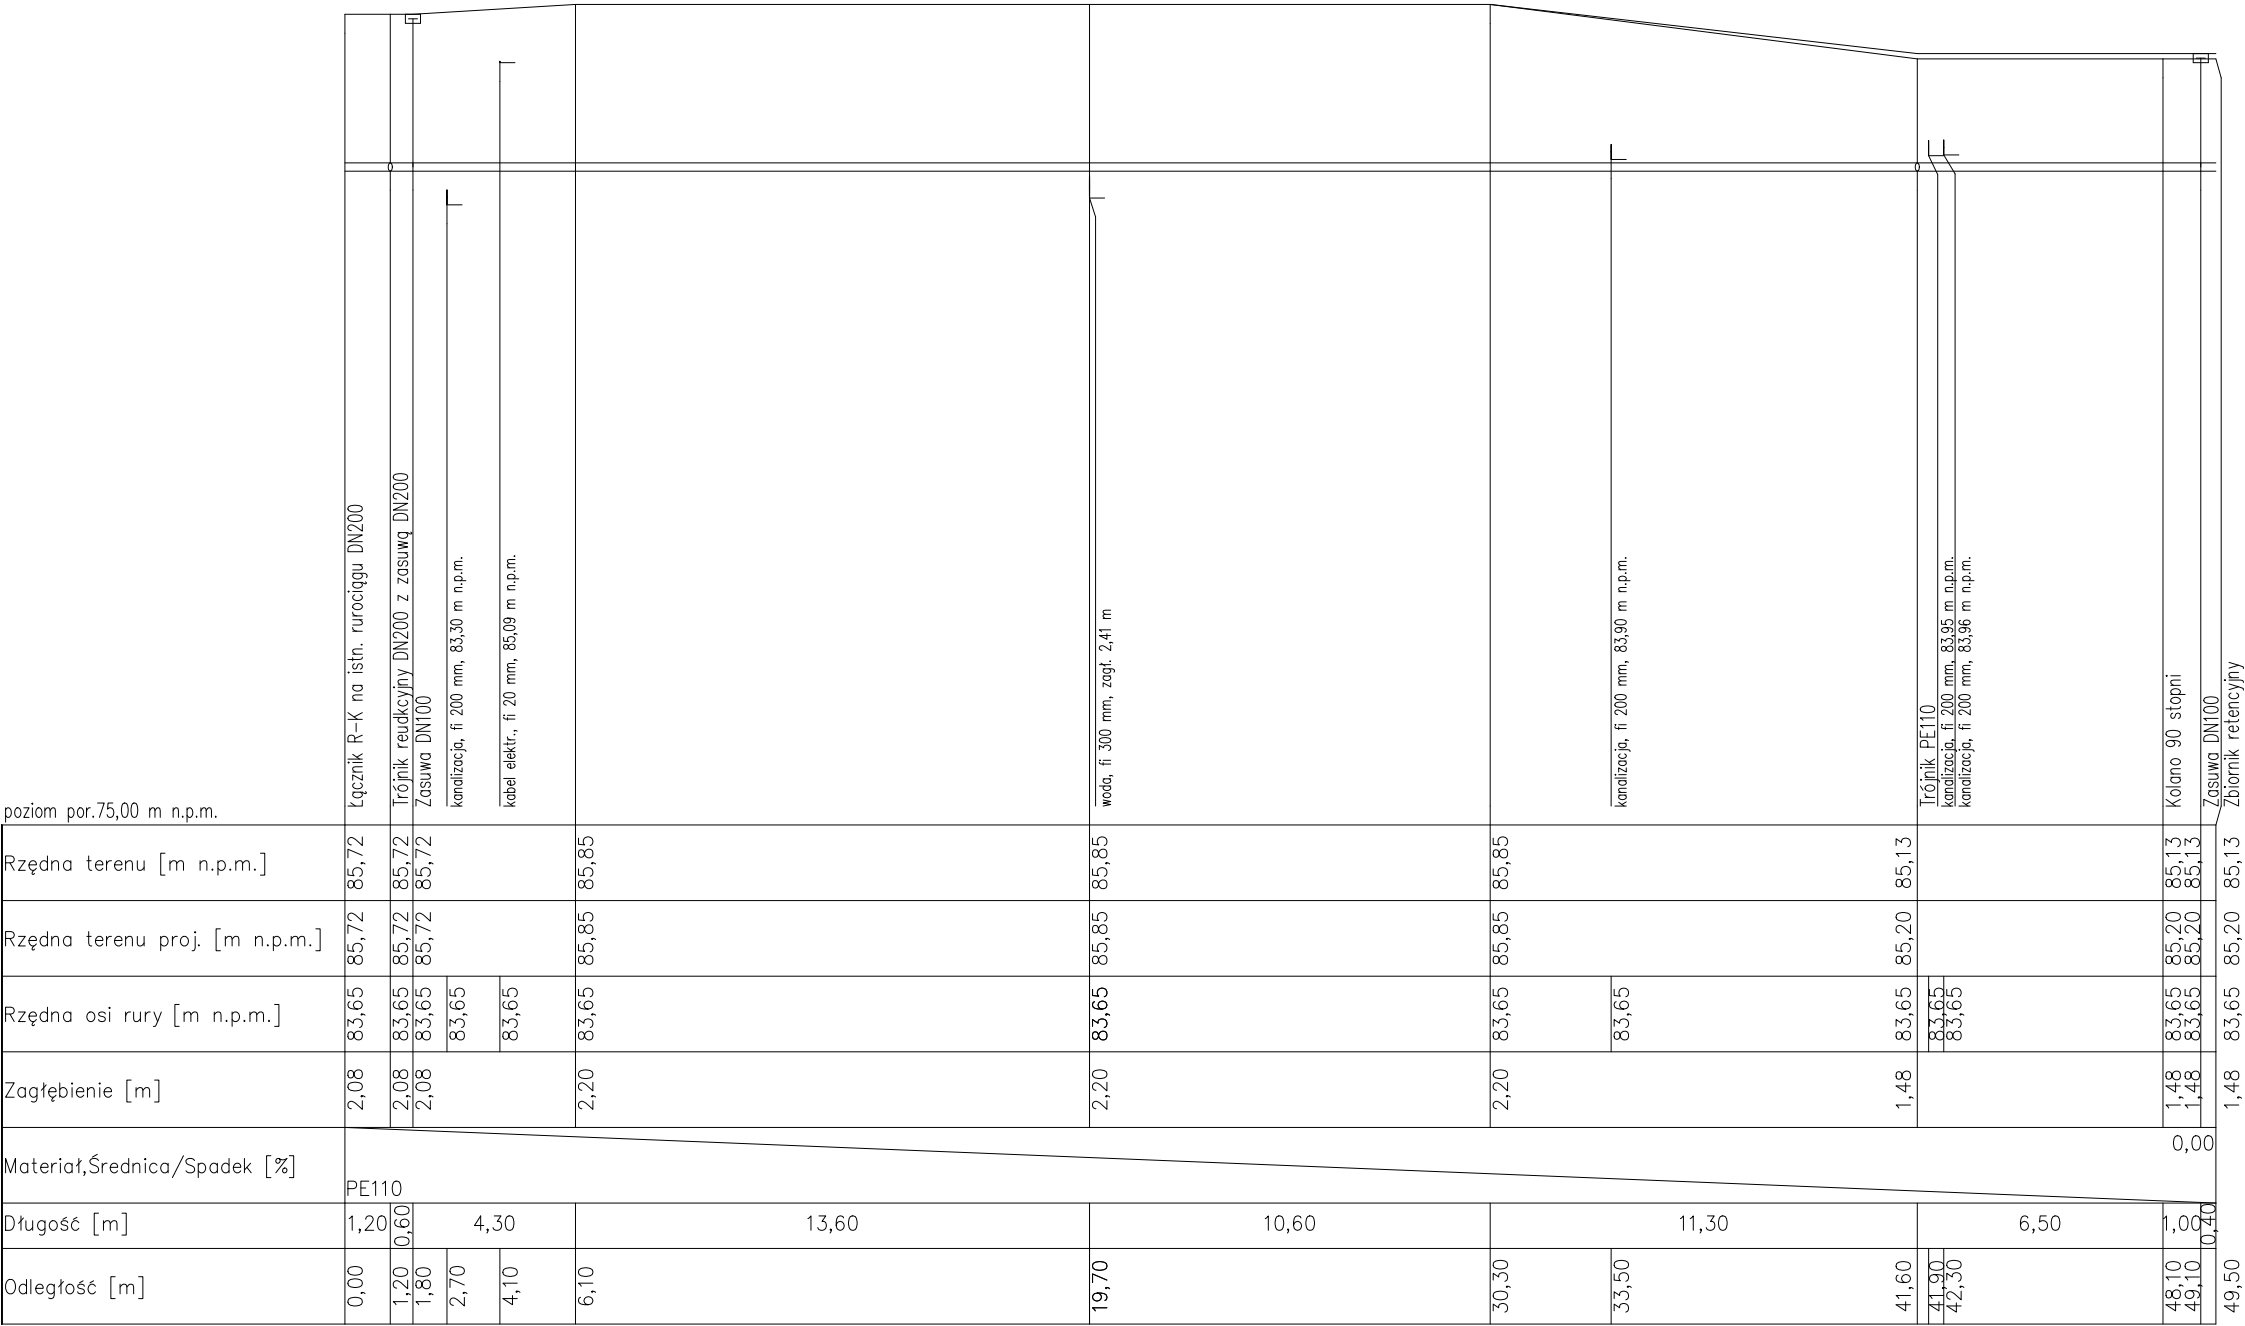 Łącznik R-K na istn. rurociągu DN200
Trójnik reudkcyjny DN200 z zasuwą DN200
Zasuwa DN100
kanalizacja, fi 200 mm, 83,30 m n.p.m.
kabel elektr., fi 20 mm, 85,09 m n.p.m.
woda, fi 300 mm, zagł. 2,41 m
kanalizacja, fi 200 mm, 83,90 m n.p.m.
Trójnik PE110
kanalizacja, fi 200 mm, 83,95 m n.p.m.
kanalizacja, fi 200 mm, 83,96 m n.p.m.
Kolano 90 stopni
Zasuwa DN100
Zbiornik retencyjny
poziom por.75,00 m n.p.m.
Rzędna terenu [m n.p.m.] 85,72 85,72 85,72 85,85 85,85 85,85 85,13 85,13 85,13 85,13
Rzędna terenu proj. [m n.p.m.] 85,72 85,72 85,72 85,85 85,85 85,85 85,20 85,20 85,20 85,20
Rzędna osi rury [m n.p.m.] 83,65 83,65 83,65 83,65 83,65 83,65 83,65 83,65 83,65 83,65 83,65 83,65 83,65 83,65 83,65
Zagłębienie [m] 2,08 2,08 2,08 2,20 2,20 2,20 1,48 1,48 1,48 1,48
Materiał,Średnica/Spadek [%] PE110 0,00
Długość [m] 1,20 0,60 4,30 13,60 10,60 11,30 6,50 1,00 0,40
Odległość [m] 0,00 1,20 1,80 2,70 4,10 6,10 19,70 30,30 33,50 41,60 41,90 42,30 48,10 49,10 49,50